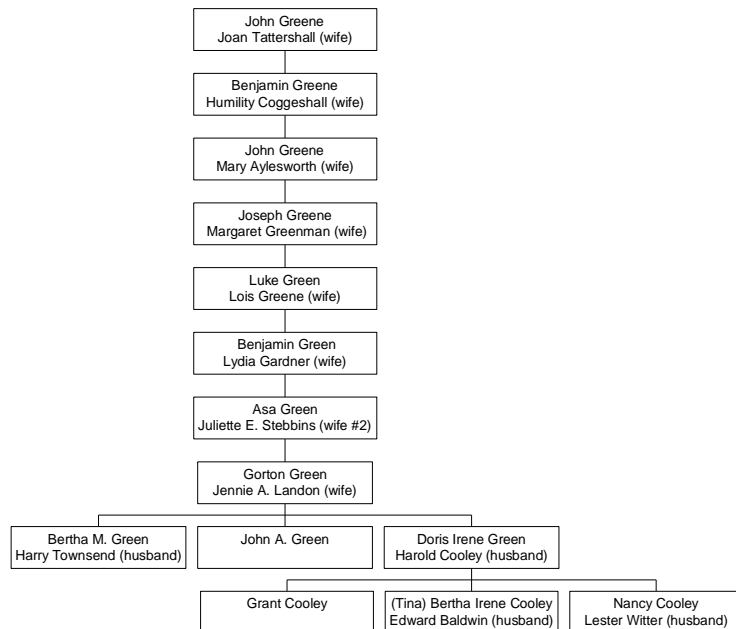 John Greene
Joan Tattershall (wife)
Benjamin Greene
Humility Coggeshall (wife)
John Greene
Mary Aylesworth (wife)
Joseph Greene
Margaret Greenman (wife)
Luke Green
Lois Greene (wife)
Benjamin Green
Lydia Gardner (wife)
Asa Green
Juliette E. Stebbins (wife #2)
Gorton Green
Jennie A. Landon (wife)
Bertha M. Green
Harry Townsend (husband)
John A. Green
Doris Irene Green
Harold Cooley (husband)
Grant Cooley
(Tina) Bertha Irene Cooley
Edward Baldwin (husband)
Nancy Cooley
Lester Witter (husband)